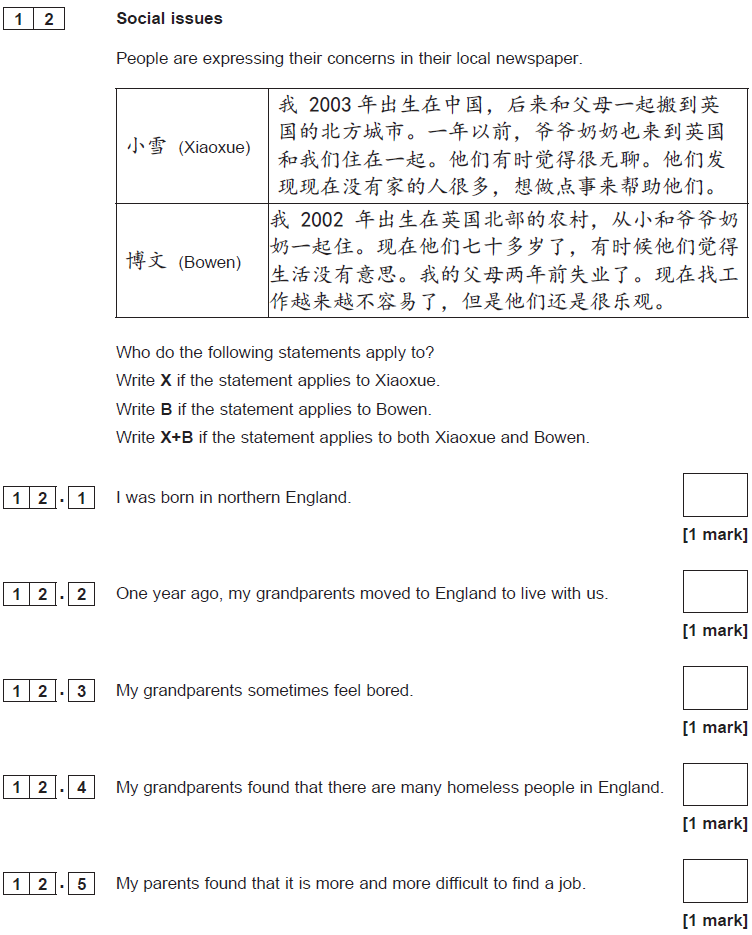 1 2 Social issues
People are expressing their concerns in their local newspaper.
小雪 (Xiaoxue)
我 2003 年出生在中国，后来和父母一起搬到英
国的北方城市。一年以前，爷爷奶奶也来到英国
和我们住在一起。他们有时觉得很无聊。他们发
现现在没有家的人很多，想做点事来帮助他们。
博文 (Bowen)
我 2002 年出生在英国北部的农村，从小和爷爷奶
奶一起住。现在他们七十多岁了，有时候他们觉得
生活没有意思。我的父母两年前失业了。现在找工
作越来越不容易了，但是他们还是很乐观。
Who do the following statements apply to?
Write X if the statement applies to Xiaoxue.
Write B if the statement applies to Bowen.
Write X+B if the statement applies to both Xiaoxue and Bowen.
1 2 . 1 I was born in northern England.
[1 mark]
1 2 . 2 One year ago, my grandparents moved to England to live with us.
[1 mark]
1 2 . 3 My grandparents sometimes feel bored.
[1 mark]
1 2 . 4 My grandparents found that there are many homeless people in England.
[1 mark]
1 2 . 5 My parents found that it is more and more difficult to find a job.
[1 mark]